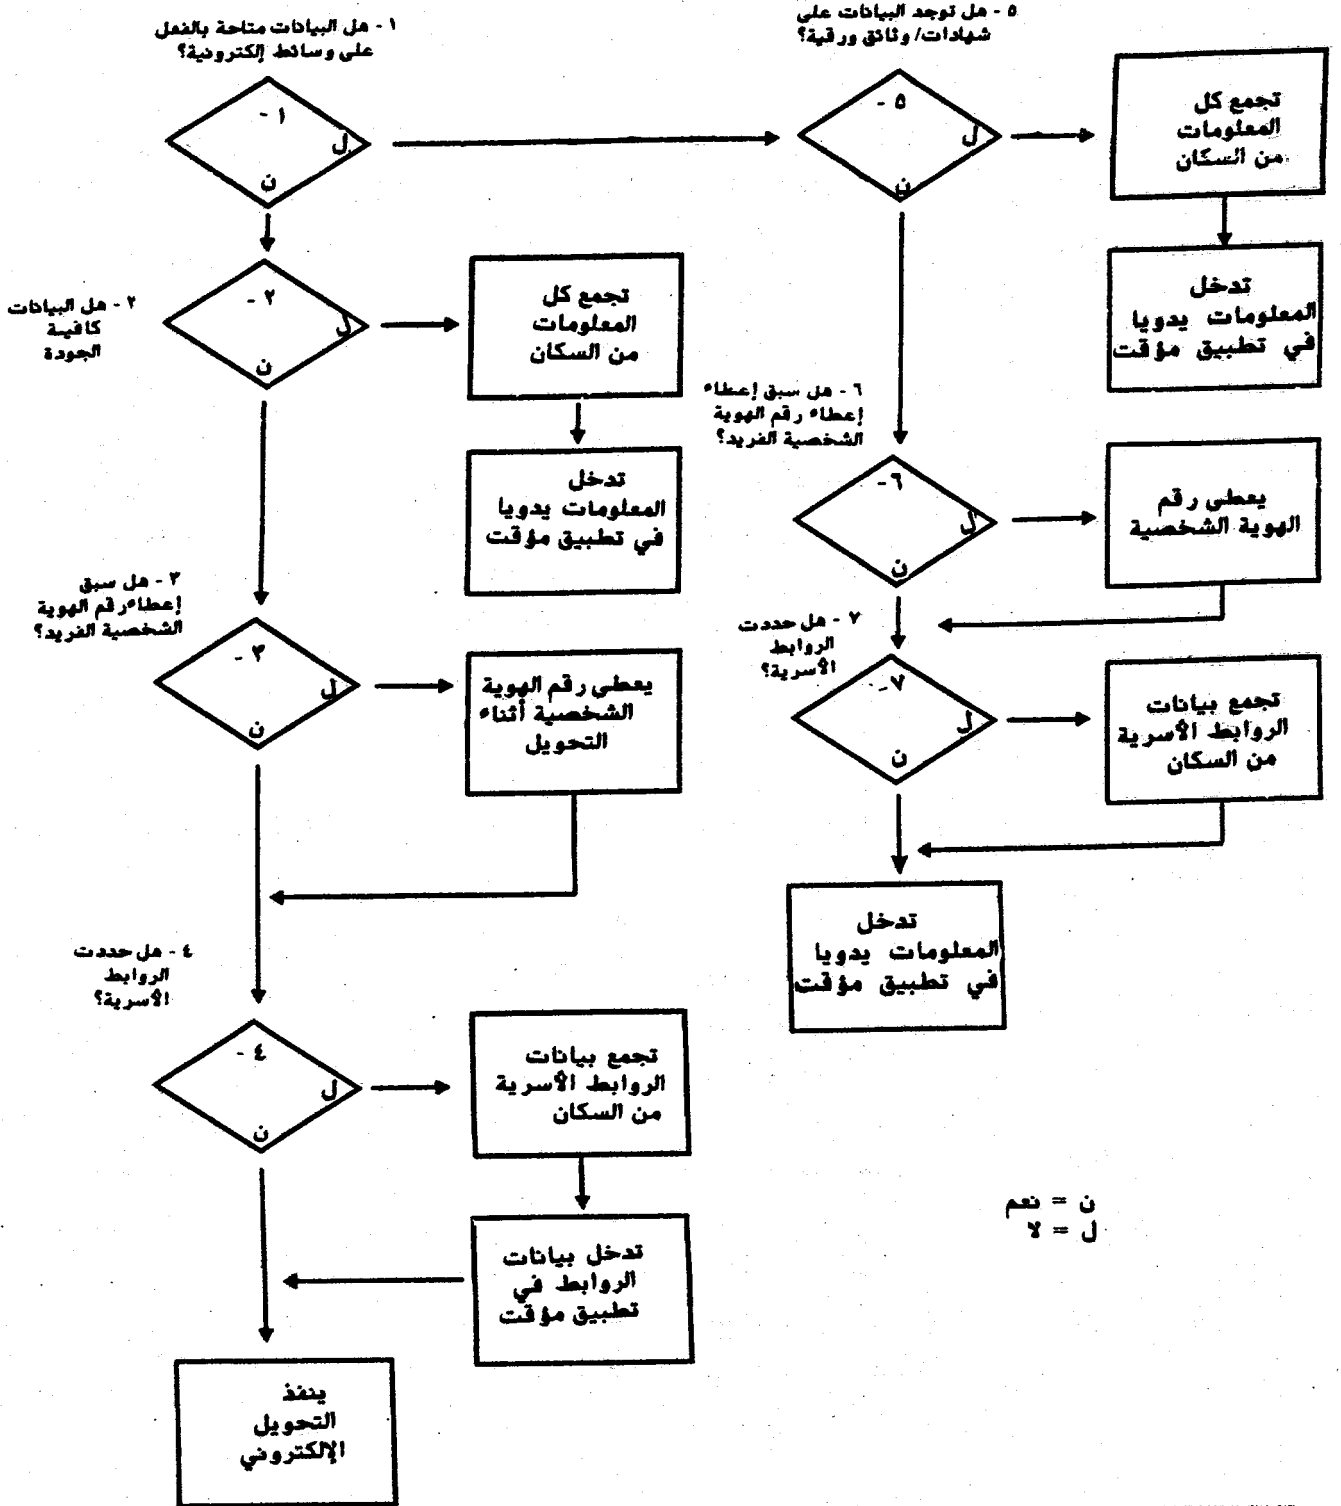 ١ - هل البيانات متاحة بالفعل
على وسائط إلكترونية؟
١ -
ل
ن
٢ - هل البيانات
كافية
الجودة
٢ -
ل
ن
تجمع كل
المعلومات
من السكان
تدخل
المعلومات يدويا
في تطبيق مؤقت
٣ - هل سبق
إعطاء رقم الهوية
الشخصية الفريد؟
٣ -
ل
ن
يعطى رقم الهوية
الشخصية أثناء
التحويل
٤ - هل حددت
الروابط
الأسرية؟
٤ -
ل
ن
تجمع بيانات
الروابط الأسرية
من السكان
تدخل بيانات
الروابط في
تطبيق مؤقت
ينفذ
التحويل
الإلكتروني
٥ - هل توجد البيانات على
شهادات/ وثائق ورقية؟
٥ -
ل
ن
تجمع كل
المعلومات
من السكان
تدخل
المعلومات يدويا
في تطبيق مؤقت
٦ - هل سبق إعطاء
إعطاء رقم الهوية
الشخصية الفريد؟
٦ -
ل
ن
يعطى رقم
الهوية الشخصية
٧ - هل حددت
الروابط
الأسرية؟
٧ -
ل
ن
تجمع بيانات
الروابط الأسرية
من السكان
تدخل
المعلومات يدويا
في تطبيق مؤقت
ن = نعم
ل = لا